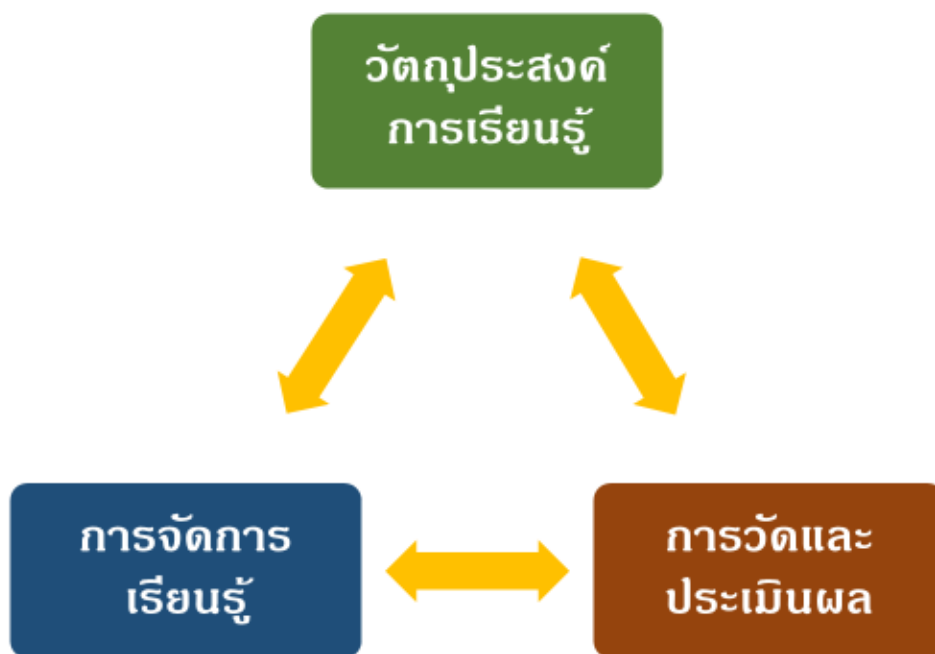 วัตถุประสงค์
การเรียนรู้
การจัดการ
เรียนรู้
การวัดและ
ประเมินผล